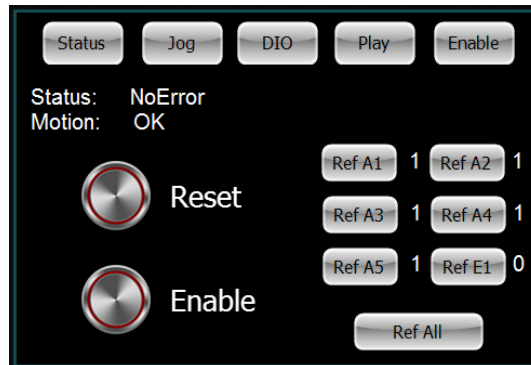 Status Jog DIO Play Enable
Status: NoError
Motion: OK
Ref A1 1 Ref A2 1
Reset
Ref A3 1 Ref A4 1
Ref A5 1 Ref E1 0
Enable
Ref All